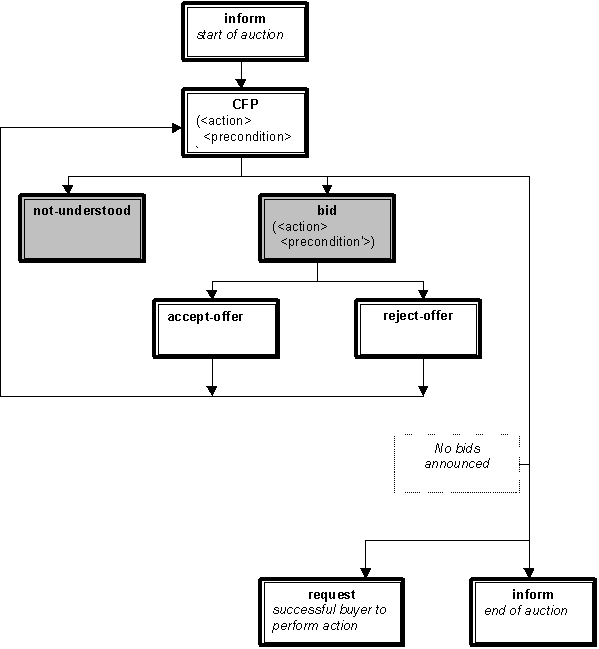 inform
start of auction
CFP
(<action>
<precondition>
`
not-understood
bid
(<action>
<precondition'>)
accept-offer
reject-offer
No bids
announced
request
successful buyer to
perform action
inform
end of auction